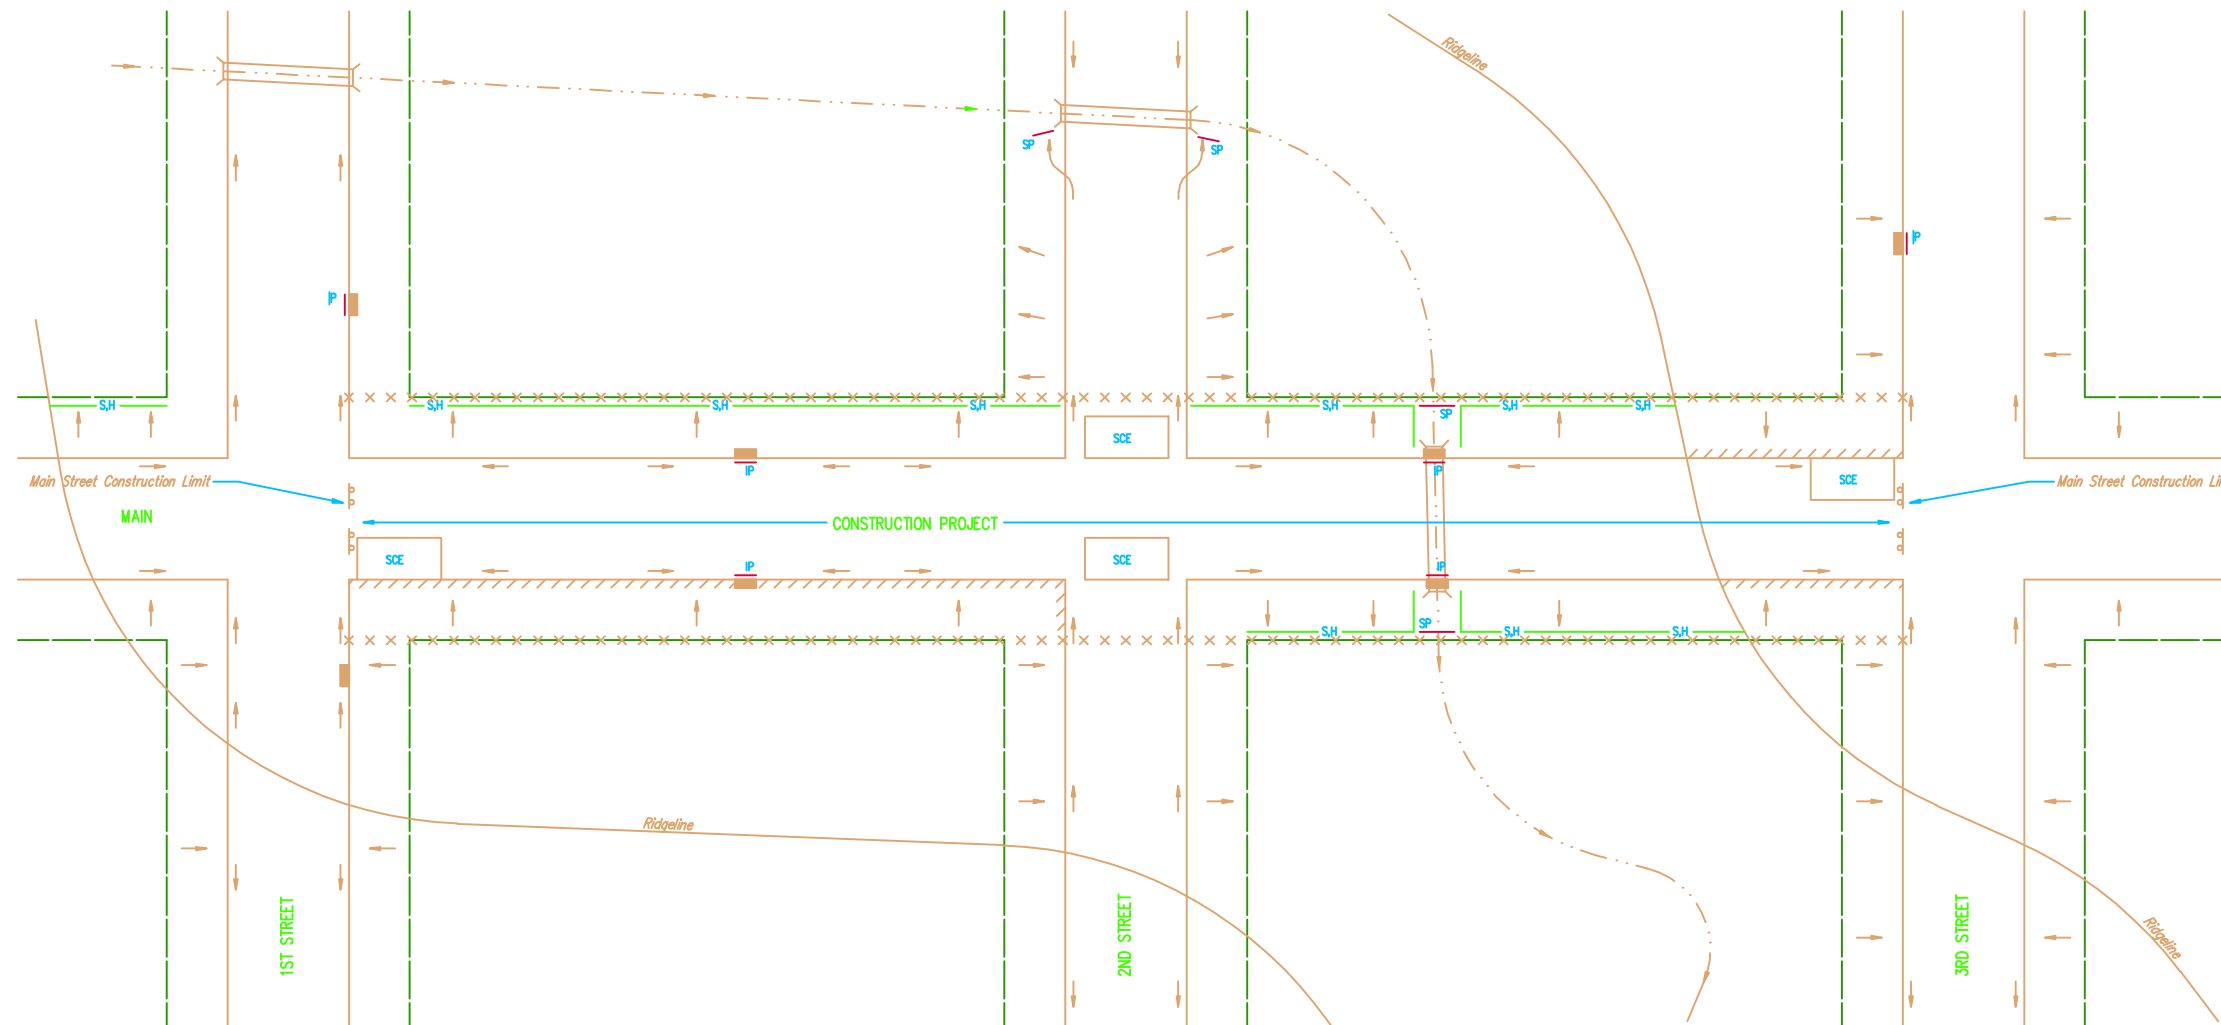 Ridgeline
SP
SP
IP
IP
S,H
S,H
S,H
S,H
S,H
SP
S,H
S,H
SCE
IP
IP
SCE
Main Street Construction Limit
Main Street Construction Li
MAIN
CONSTRUCTION PROJECT
SCE
SCE
IP
IP
S,H
SP
S,H
S,H
Ridgeline
1ST STREET
2ND STREET
3RD STREET
Ridgeline